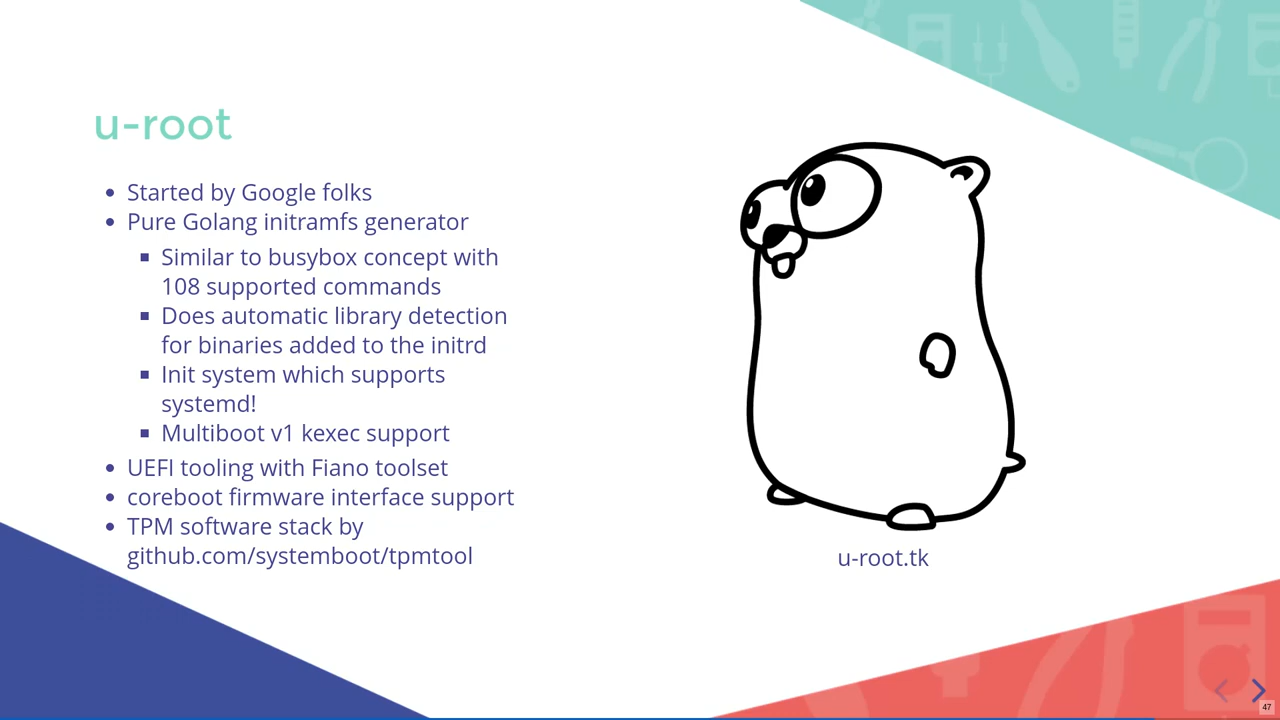 u-root
Started by Google folks
Pure Golang initramfs generator
Similar to busybox concept with
108 supported commands
Does automatic library detection
for binaries added to the initrd
Init system which supports
systemd!
Multiboot v1 kexec support
UEFI tooling with Fiano toolset
coreboot firmware interface support
TPM software stack by
github.com/systemboot/tpmtool
u-root.tk
47